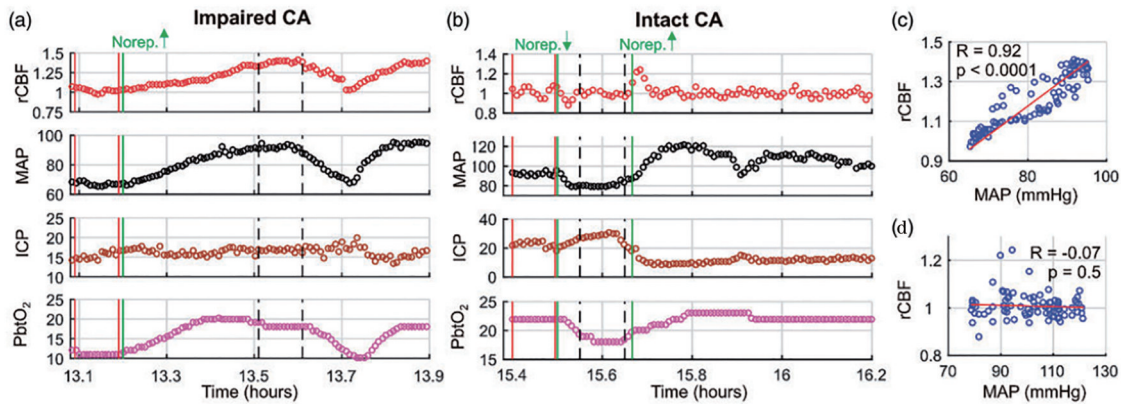 (a) Impaired CA
Norep. ↑
rCBF
1.5
1.25
1
0.75
MAP
100
80
60
ICP
25
20
15
10
PbtO2
25
20
15
10
13.1 13.3 13.5 13.7 13.9
Time (hours)
(b) Intact CA
Norep. ↓ Norep. ↑
rCBF
1.4
1.2
1
0.8
MAP
120
100
80
60
ICP
40
20
0
PbtO2
25
20
15
15.4 15.6 15.8 16 16.2
Time (hours)
(c)
R = 0.92
p < 0.0001
rCBF
1.5
1.3
1.1
0.9
60 80 100
MAP (mmHg)
(d)
R = -0.07
p = 0.5
rCBF
1.2
1
0.8
70 90 110 130
MAP (mmHg)